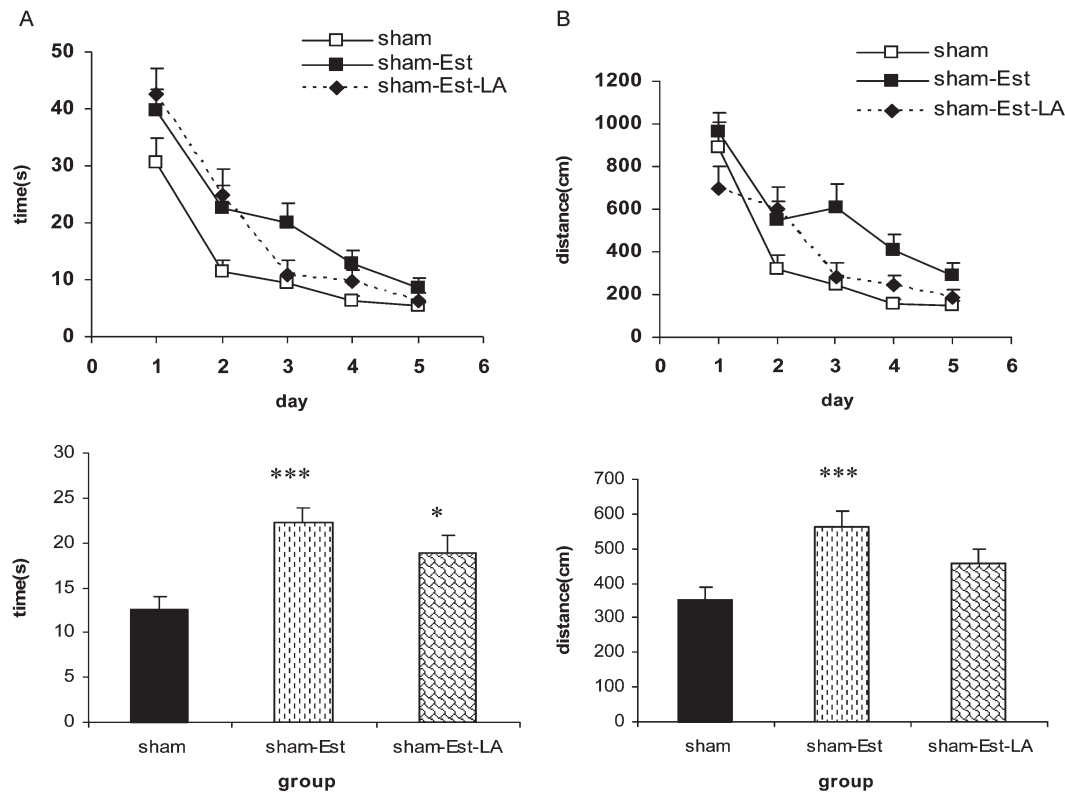 A
sham
sham-Est
sham-Est-LA
50
40
30
20
10
0
time(s)
0 1 2 3 4 5 6
day
B
sham
sham-Est
sham-Est-LA
1200
1000
800
600
400
200
0
distance(cm)
0 1 2 3 4 5 6
day
30
25
20
15
10
5
0
time(s)
***
*
sham sham-Est sham-Est-LA
group
700
600
500
400
300
200
100
0
distance(cm)
***
sham sham-Est sham-Est-LA
group